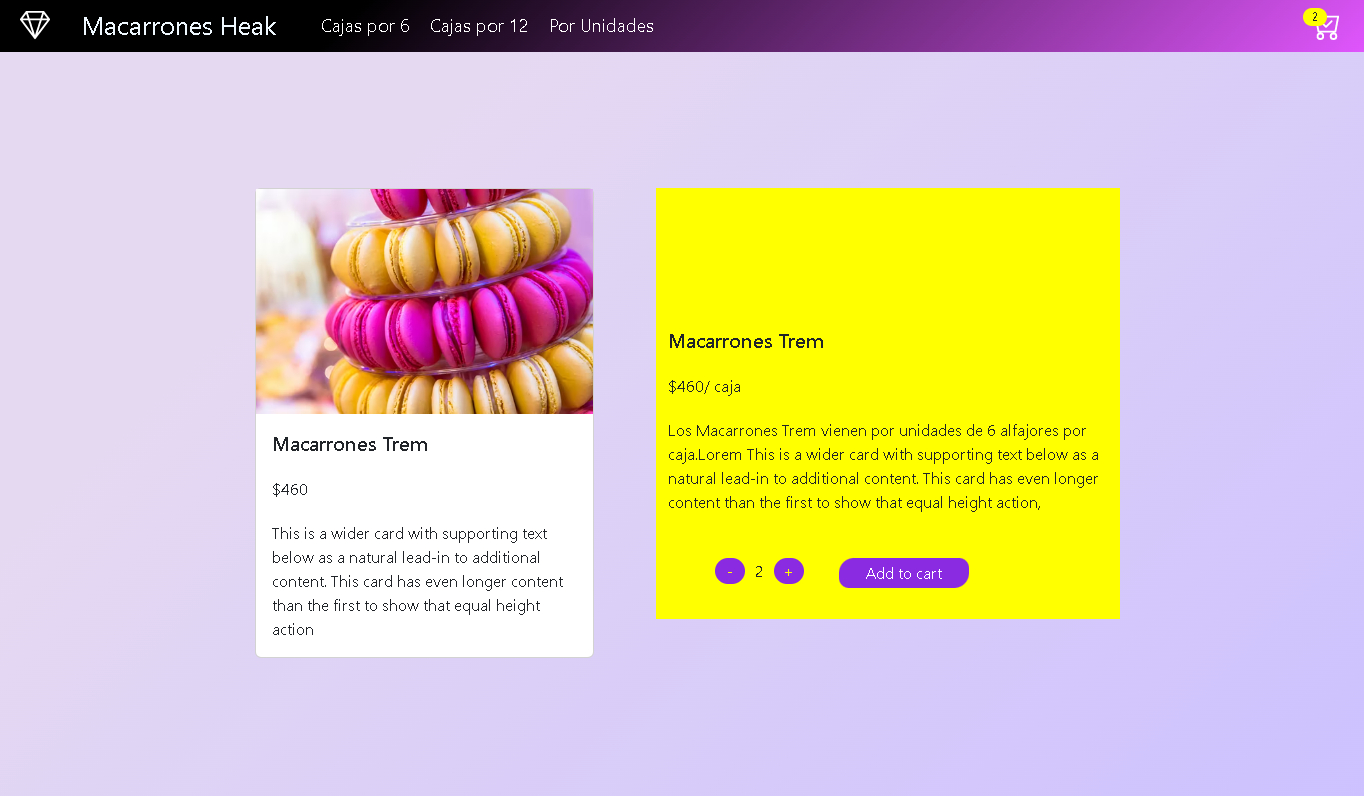 Macarrones Heak
Cajas por 6
Cajas por 12
Por Unidades
2
Macarrones Trem
$460
This is a wider card with supporting text
below as a natural lead-in to additional
content. This card has even longer content
than the first to show that equal height
action
Macarrones Trem
$460/ caja
Los Macarrones Trem vienen por unidades de 6 alfajores por
caja.Lorem This is a wider card with supporting text below as a
natural lead-in to additional content. This card has even longer
content than the first to show that equal height action,
- 2 +
Add to cart